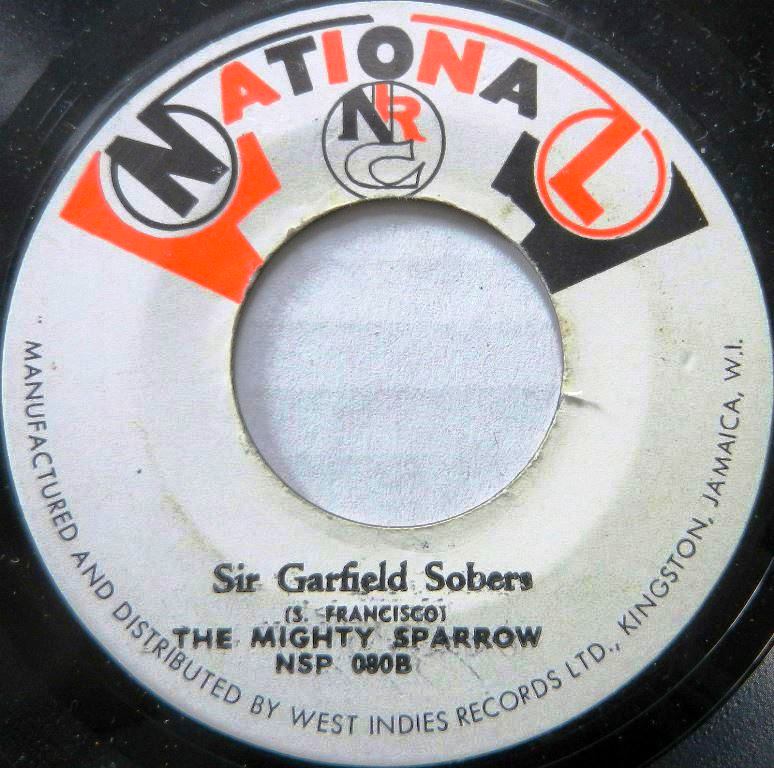 NATIONAL
NRC
Sir Garfield Sobers
(S. FRANCISCO)
THE MIGHTY SPARROW
NSP 080B
MANUFACTURED AND DISTRIBUTED BY WEST INDIES RECORDS LTD., KINGSTON, JAMAICA, W.I.